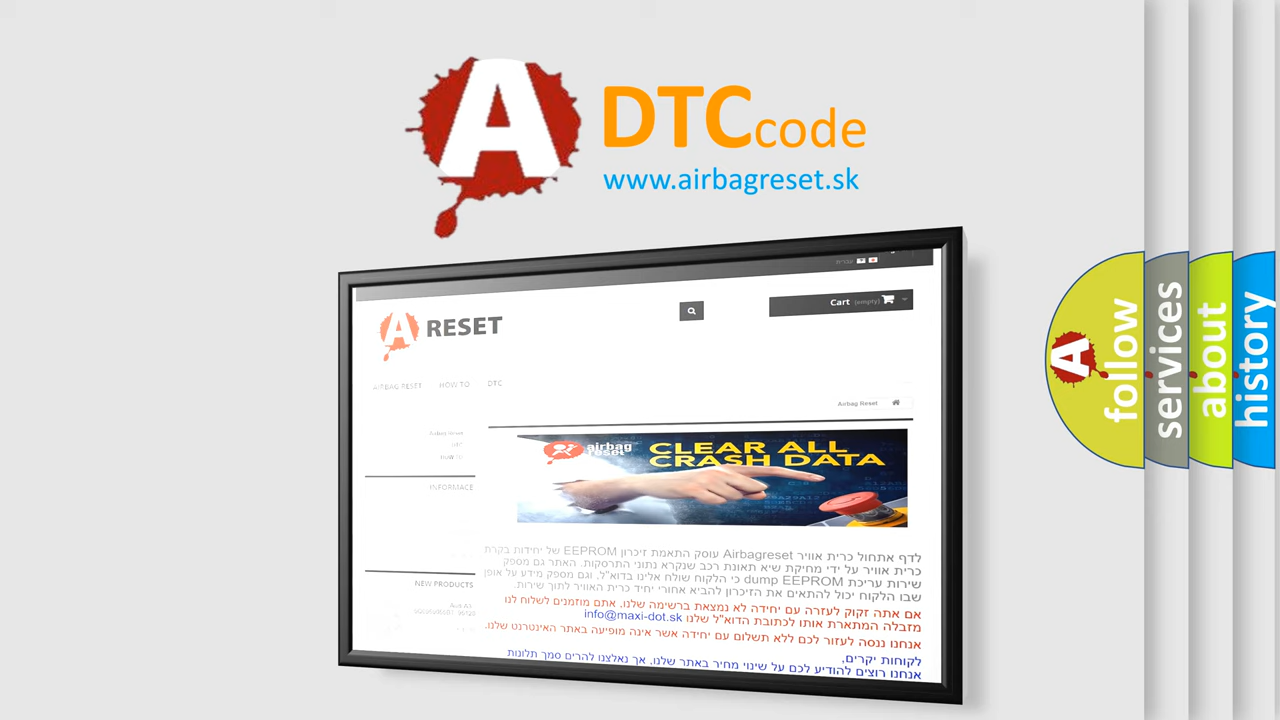 A DTC code
www.airbagreset.sk
עברית
A RESET
Cart (empty)
AIRBAG RESET HOW TO DTC
Airbag Reset
Airbag Reset
HOW TO
INFORMACE
NEW PRODUCTS
airbag
reset
CLEAR ALL
CRASH DATA
לדף אתחול כרית אוויר Airbagreset עוסק התאמת זיכרון EEPROM של יחידות בקרת
כרית אוויר על ידי מחיקת שיא תאונת רכב שנקרא נתוני התרסקות. האתר גם מספק
שירות עריכת dump EEPROM כי הלקוח שולח אלינו בדוא"ל, וגם מספק מידע על אופן
שבו הלקוח יכול להתאים את הזיכרון להביא אחורי יחיד כרית האוויר לתוך שירות.
אם אתה זקוק לעזרה עם יחידה לא נמצאת ברשימה שלנו, אתם מוזמנים לשלוח לנו
מזבלה המתארת אותו לכתובת הדוא"ל שלנו info@maxi-dot.sk
אנחנו ננסה לעזור לכם ללא תשלום עם יחידה אשר אינה מופיעה באתר האינטרנט שלנו.
לקוחות יקרים,
אנחנו רוצים להודיע לכם על שינוי מחיר באתר שלנו, אך נאלצנו להרים סמך תלונות
A follow
services
about
history